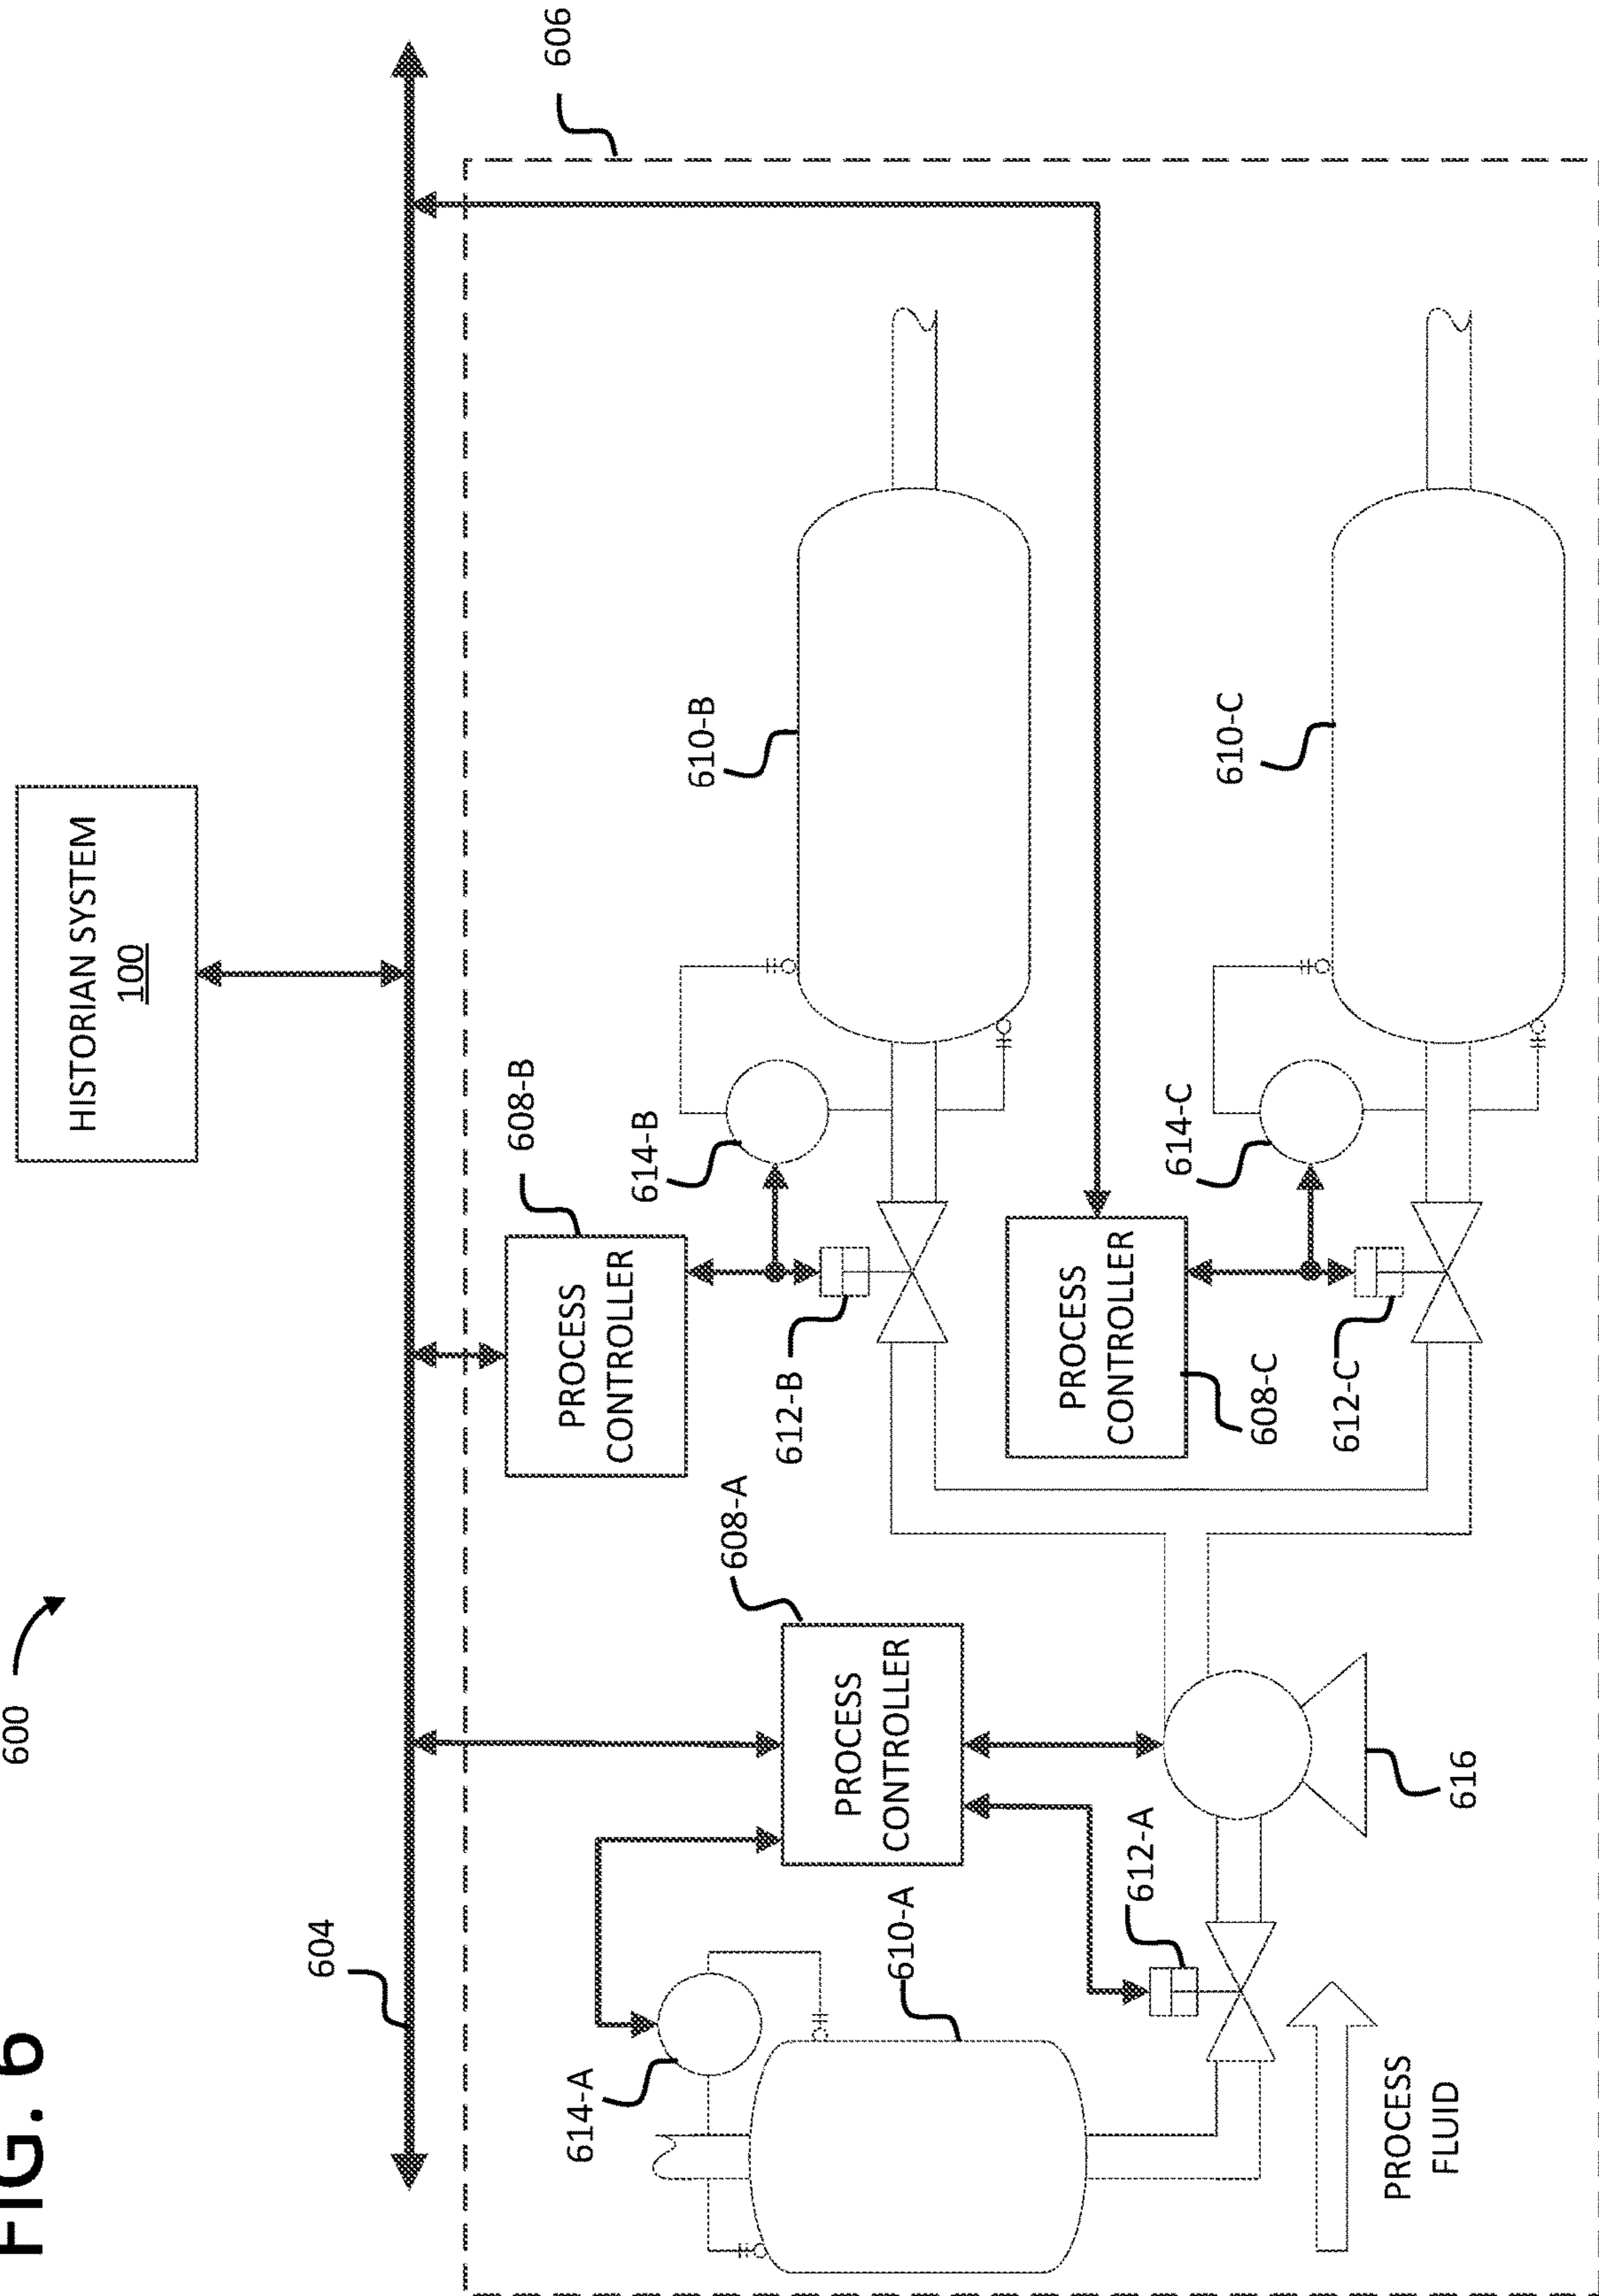 FIG. 6
600
HISTORIAN SYSTEM
100
604
606
608-B
PROCESS
CONTROLLER
614-B
610-B
612-B
608-A
PROCESS
CONTROLLER
614-A
610-A
612-A
616
PROCESS
CONTROLLER
608-C
614-C
610-C
612-C
PROCESS
FLUID